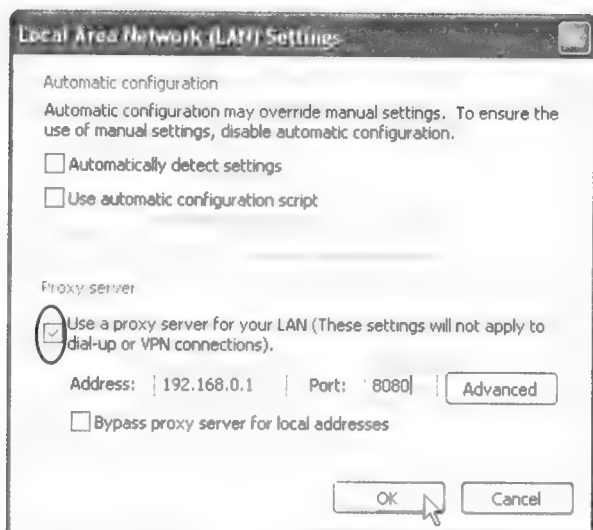 Local Area Network (LAN) Settings
Automatic configuration
Automatic configuration may override manual settings. To ensure the
use of manual settings, disable automatic configuration.
Automatically detect settings
Use automatic configuration script
Proxy server
Use a proxy server for your LAN (These settings will not apply to
dial-up or VPN connections).
Address: 192.168.0.1 Port: 8080 Advanced
Bypass proxy server for local addresses
OK Cancel